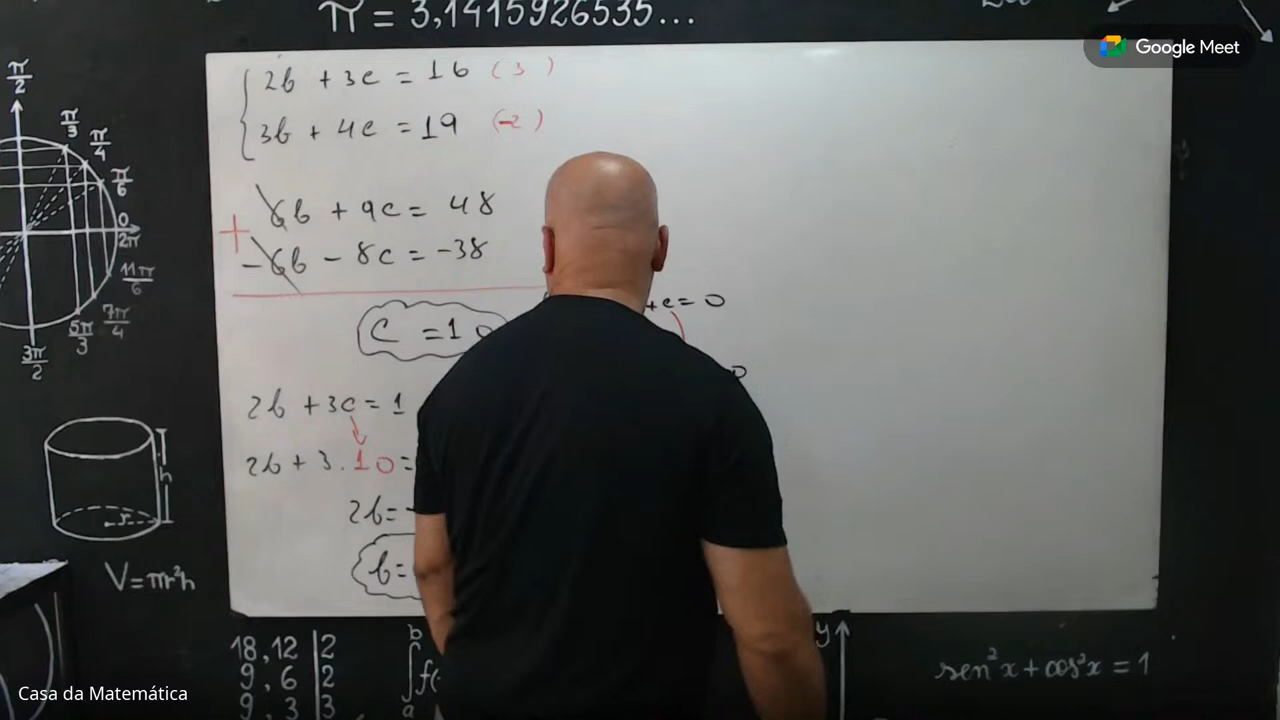 π = 3,1415926535...
Google Meet
2b + 3c = 16 (3)
3b + 4c = 19 (-2)
6b + 9c = 48
+
-6b - 8c = -38
C = 10
+c = 0
2b + 3c = 1
2b + 3.10 =
2b = -
b =
π/2
π/3
π/4
π/6
0
2π
11π/6
7π/4
5π/3
3π/2
h
r
V = πr²h
18,12 | 2
9, 6 | 2
9, 3 | 3
b
∫ f(
a
y
sen²x + cos²x = 1
Casa da Matemática